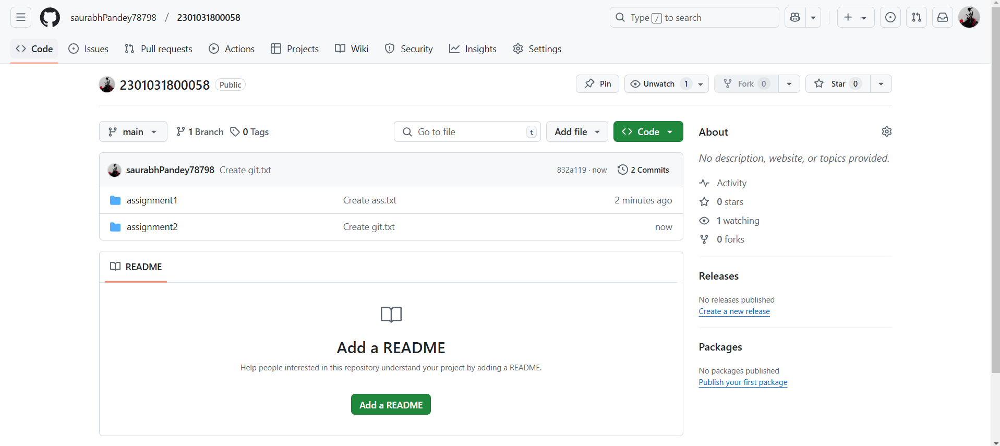 saurabhPandey78798 / 2301031800058
Type / to search
Code Issues Pull requests Actions Projects Wiki Security Insights Settings
2301031800058 Public
Pin Unwatch 1 Fork 0 Star 0
main 1 Branch 0 Tags Go to file t Add file Code
saurabhPandey78798 Create git.txt 832a119 · now 2 Commits
assignment1 Create ass.txt 2 minutes ago
assignment2 Create git.txt now
README
Add a README
Help people interested in this repository understand your project by adding a README.
Add a README
About
No description, website, or topics provided.
Activity
0 stars
1 watching
0 forks
Releases
No releases published
Create a new release
Packages
No packages published
Publish your first package